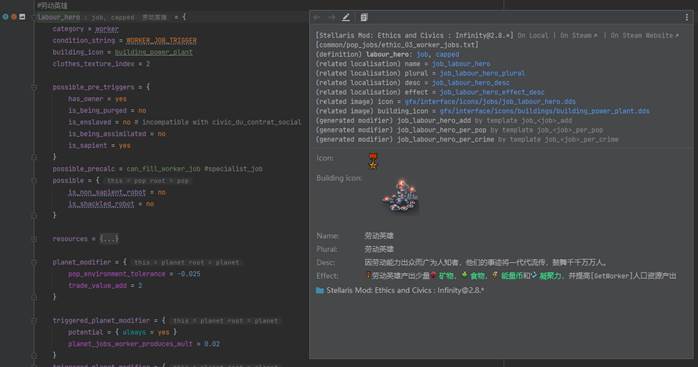 #劳动英雄
labour_hero : job, capped 劳动英雄 = {
category = worker
condition_string = WORKER_JOB_TRIGGER
building_icon = building_power_plant
clothes_texture_index = 2
possible_pre_triggers = {
has_owner = yes
is_being_purged = no
is_enslaved = no # incompatible with civic_du_contrat_social
is_being_assimilated = no
is_sapient = yes
}
possible_precalc = can_fill_worker_job #specialist_job
possible = { this = pop root = pop
is_non_sapient_robot = no
is_shackled_robot = no
}
resources = {...}
planet_modifier = { this = planet root = planet
pop_environment_tolerance = -0.025
trade_value_add = 2
}
triggered_planet_modifier = { this = planet root = planet
potential = { always = yes }
planet_jobs_worker_produces_mult = 0.02
}
triggered_planet_modifier = { this = planet root = planet
[Stellaris Mod: Ethics and Civics : Infinity@2.8.*] On Local | On Steam↗ | On Steam Website↗
[common/pop_jobs/ethic_03_worker_jobs.txt]
(definition) labour_hero: job, capped
(related localisation) name = job_labour_hero
(related localisation) plural = job_labour_hero_plural
(related localisation) desc = job_labour_hero_desc
(related localisation) effect = job_labour_hero_effect_desc
(related image) icon = gfx/interface/icons/jobs/job_labour_hero.dds
(related image) building_icon = gfx/interface/icons/buildings/building_power_plant.dds
(generated modifier) job_labour_hero_add by template job_<job>_add
(generated modifier) job_labour_hero_per_pop by template job_<job>_per_pop
(generated modifier) job_labour_hero_per_crime by template job_<job>_per_crime
Icon:
Building icon:
Name: 劳动英雄
Plural: 劳动英雄
Desc: 因劳动能力出众而广为人知者，他们的事迹将一代代流传，鼓舞千千万万人。
Effect: 劳动英雄产出少量 矿物， 食物， 能量币和 凝聚力，并提高[GetWorker]人口资源产出
Stellaris Mod: Ethics and Civics : Infinity@2.8.*